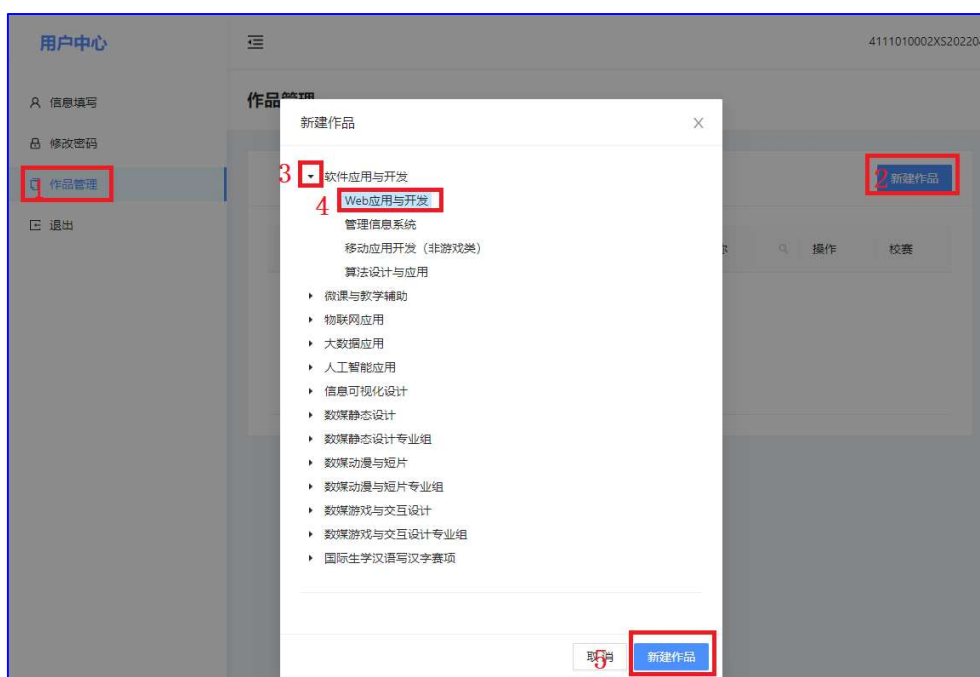 用户中心
4111010002XS20220
信息填写
作品管理
新建作品
修改密码
3
软件应用与开发
1 作品管理
2 新建作品
4
Web应用与开发
退出
管理信息系统
移动应用开发（非游戏类）
操作
校赛
算法设计与应用
微课与教学辅助
物联网应用
大数据应用
人工智能应用
信息可视化设计
数媒静态设计
数媒静态设计专业组
数媒动漫与短片
数媒动漫与短片专业组
数媒游戏与交互设计
数媒游戏与交互设计专业组
国际生学汉语写汉字赛项
取消
5
新建作品